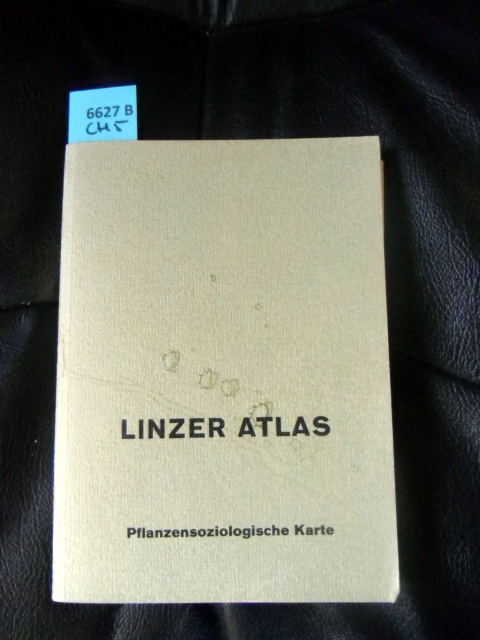 6627 B
CH5
LINZER ATLAS
Pflanzensoziologische Karte